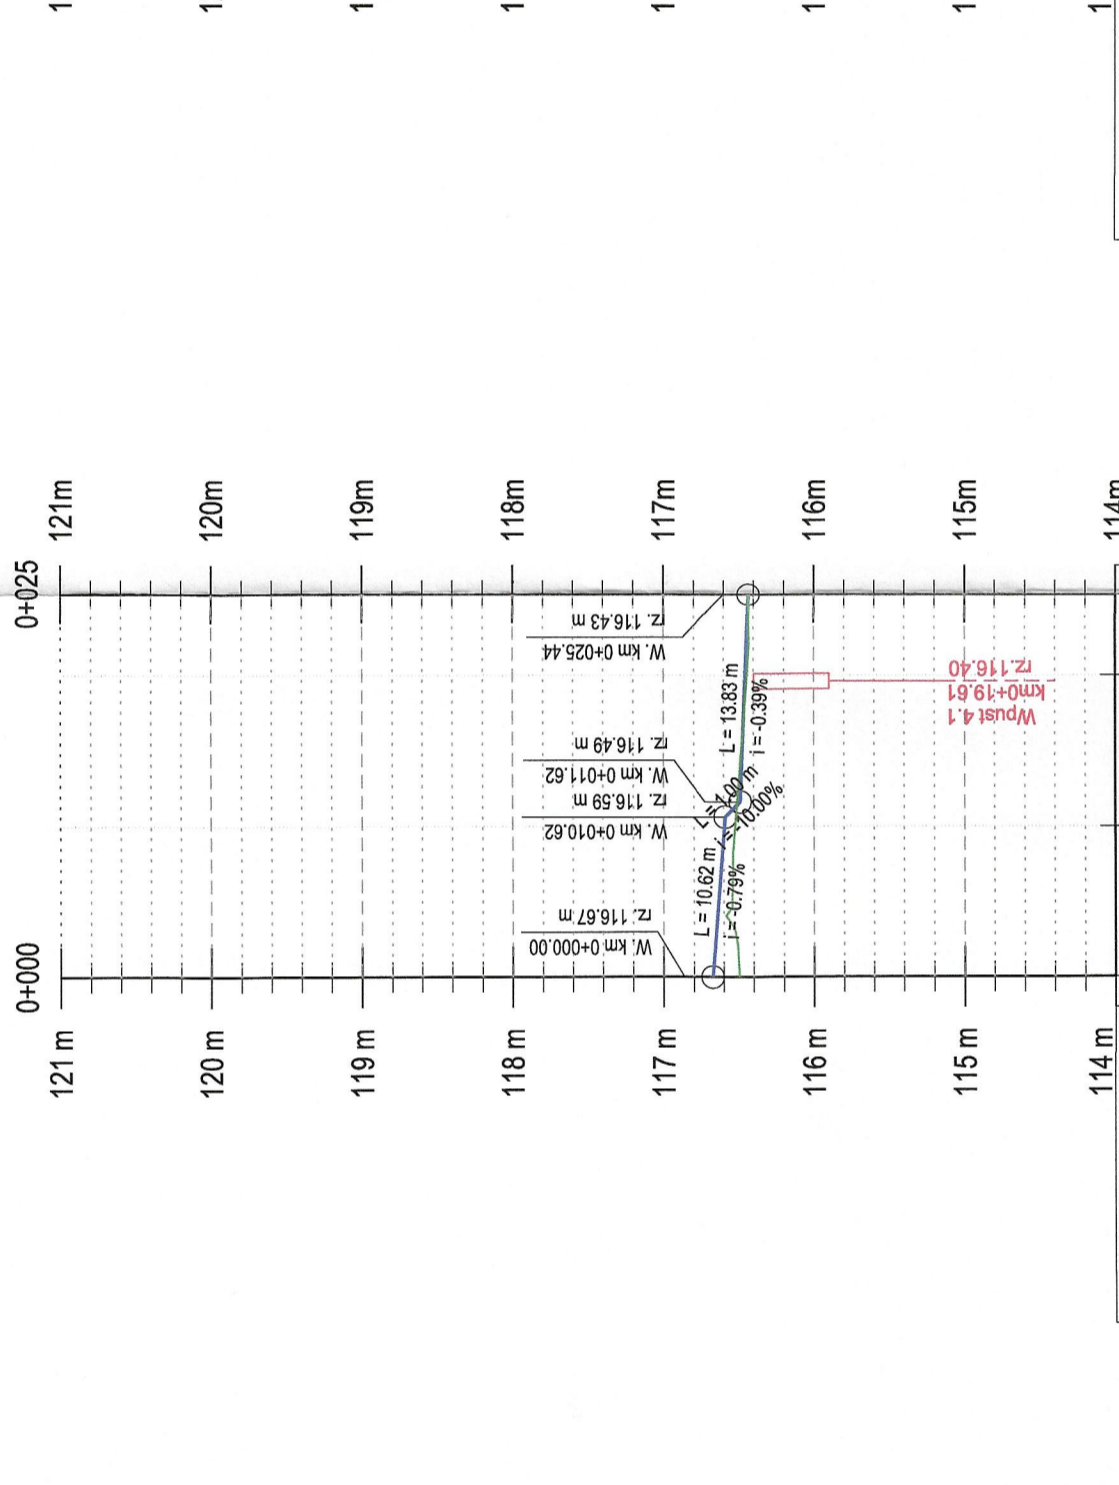 0+000
0+025
121 m
120 m
119 m
118 m
117 m
116 m
115 m
114 m
121m
120m
119m
118m
117m
116m
115m
W. km 0+000.00
rz. 116.67 m
W. km 0+010.62
rz. 116.59 m
W. km 0+011.62
rz. 116.49 m
W. km 0+025.44
rz. 116.43 m
L = 10.62 m
i = -0.79%
L = 1.00 m
i = -10.00%
L = 13.83 m
i = -0.39%
Wpust 4.1
km0+19.61
rz.116.40